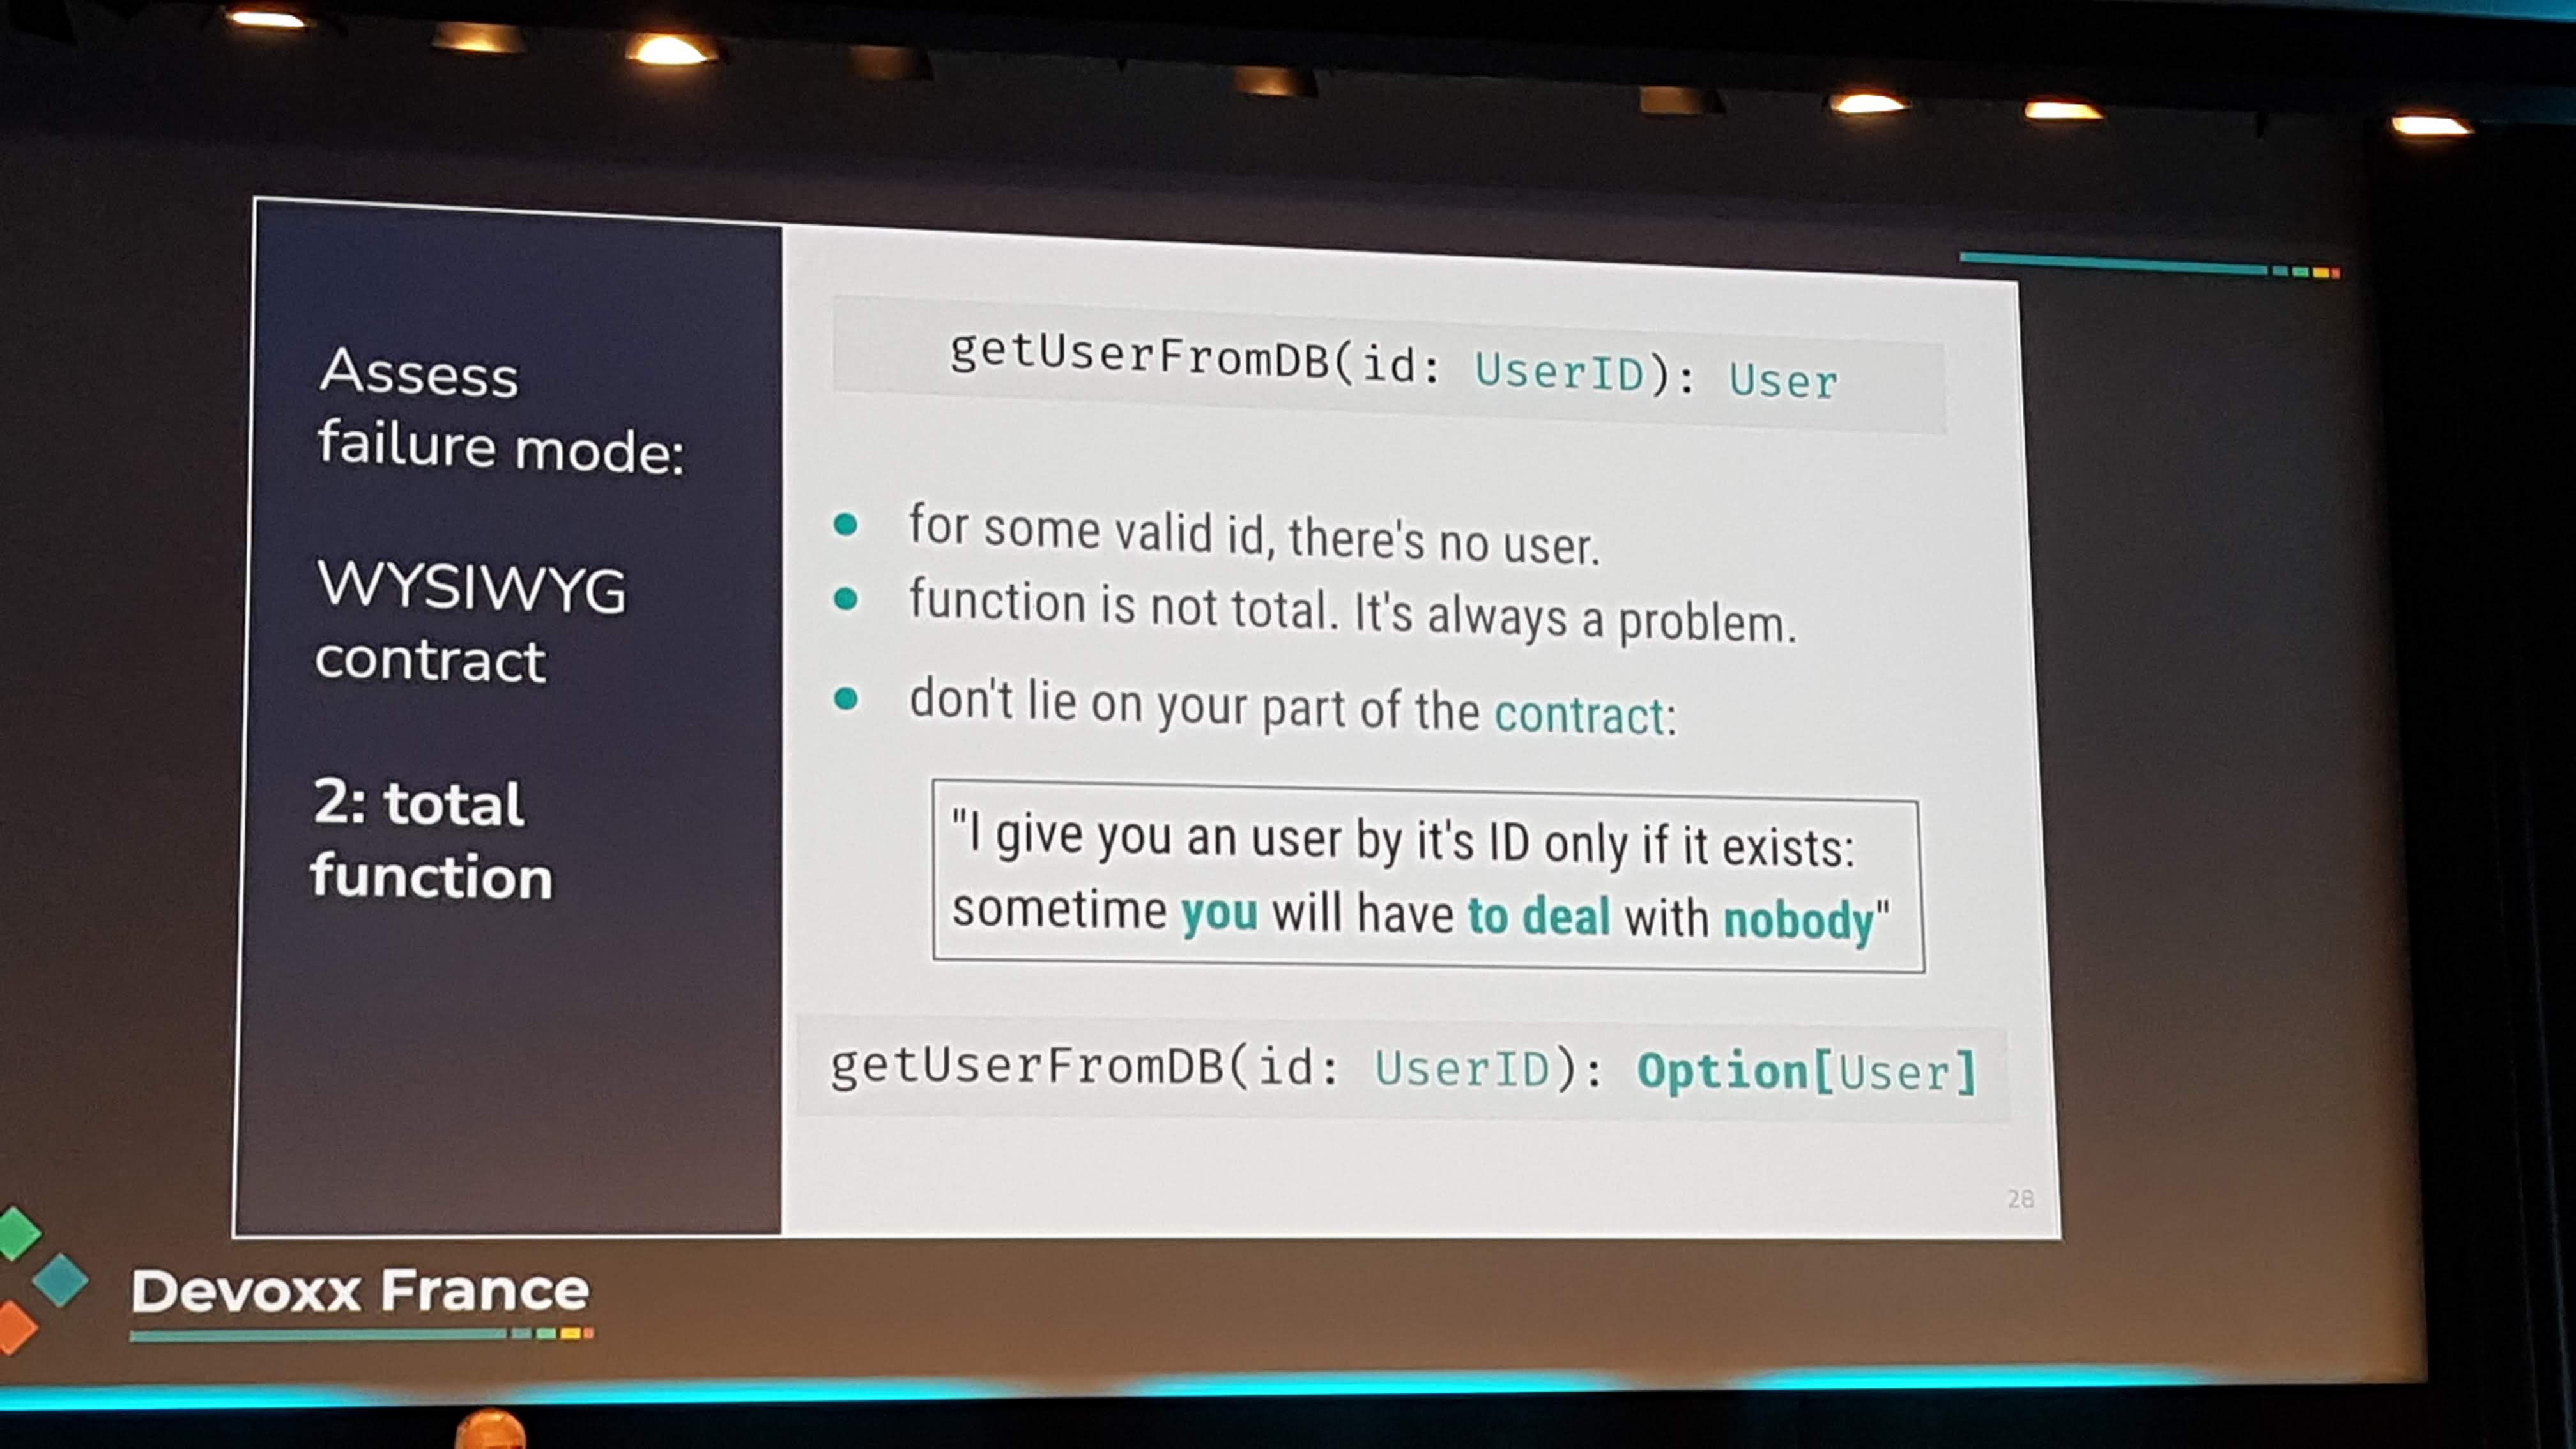 Assess
failure mode:
WYSIWYG
contract
2: total
function
getUserFromDB(id: UserID): User
for some valid id, there's no user.
function is not total. It's always a problem.
don't lie on your part of the contract:
"I give you an user by it's ID only if it exists:
sometime you will have to deal with nobody"
getUserFromDB(id: UserID): Option[User]
28
Devoxx France